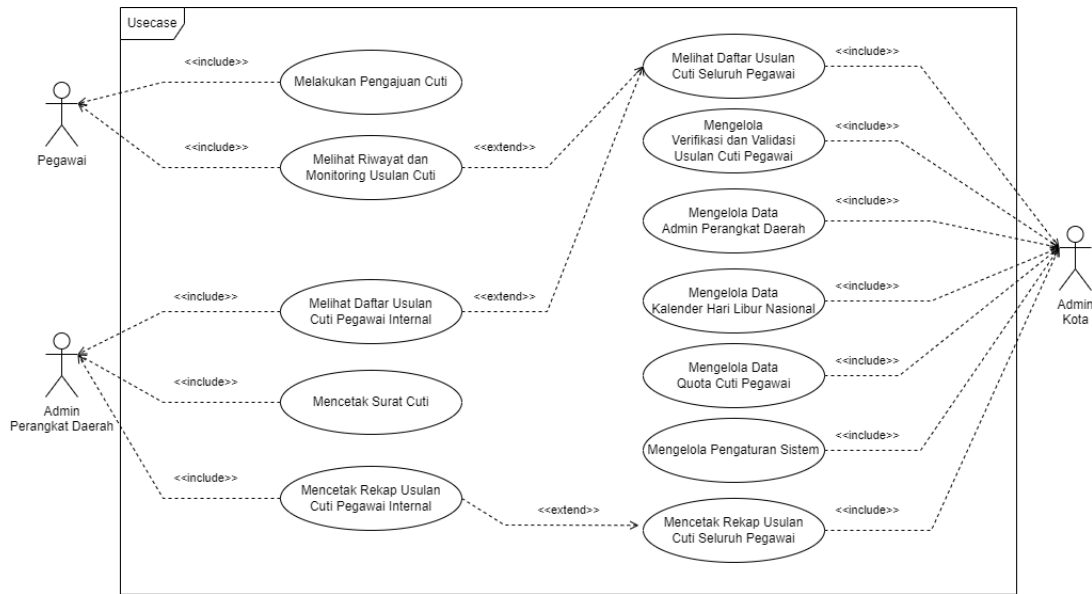 Usecase
<<include>>
Melakukan Pengajuan Cuti
Pegawai
<<include>>
Melihat Riwayat dan
Monitoring Usulan Cuti
<<extend>>
<<include>>
Melihat Daftar Usulan
Cuti Pegawai Internal
<<extend>>
Admin
Perangkat Daerah
<<include>>
Mencetak Surat Cuti
<<include>>
Mencetak Rekap Usulan
Cuti Pegawai Internal
<<extend>>
Melihat Daftar Usulan
Cuti Seluruh Pegawai
<<include>>
Mengelola
Verifikasi dan Validasi
Usulan Cuti Pegawai
<<include>>
Mengelola Data
Admin Perangkat Daerah
<<include>>
Mengelola Data
Kalender Hari Libur Nasional
<<include>>
Mengelola Data
Quota Cuti Pegawai
<<include>>
Mengelola Pengaturan Sistem
<<include>>
Mencetak Rekap Usulan
Cuti Seluruh Pegawai
<<include>>
Admin
Kota